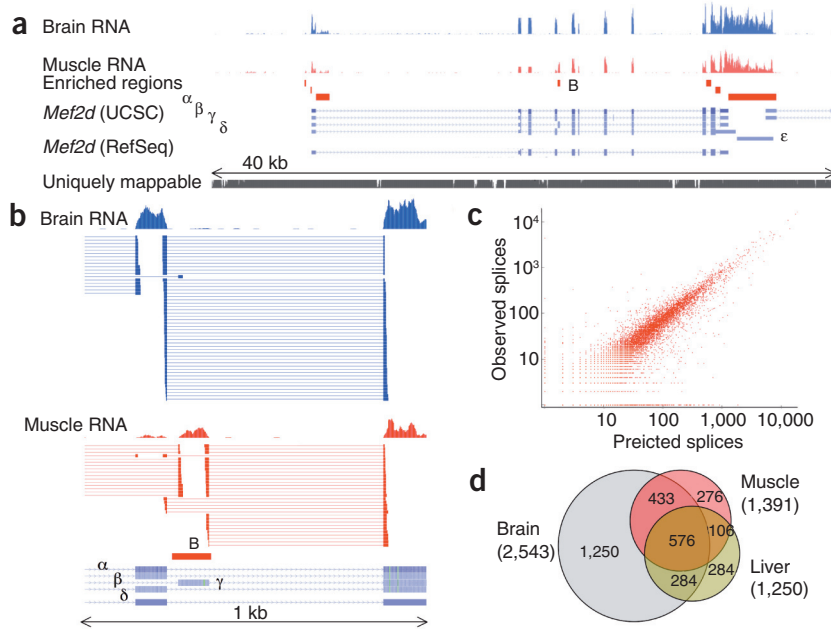 a
Brain RNA
Muscle RNA
Enriched regions
B
Mef2d (UCSC) α β γ δ
ε
Mef2d (RefSeq)
40 kb
Uniquely mappable
b
Brain RNA
Muscle RNA
B
α
β
γ
δ
1 kb
c
Observed splices
10⁴
10³
100
10
10 100 1,000 10,000
Preicted splices
d
Brain
(2,543)
Muscle
(1,391)
Liver
(1,250)
433 276
106
1,250 576
284 284